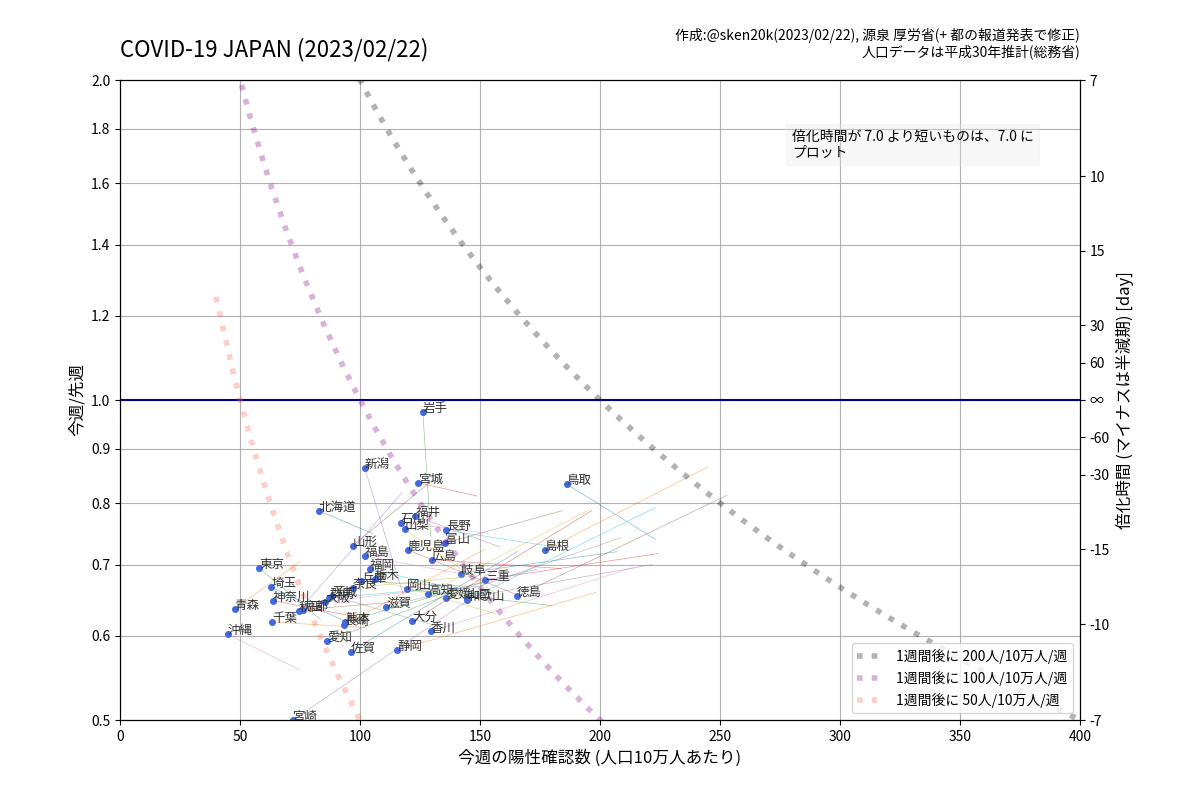 COVID-19 JAPAN (2023/02/22)
作成:@sken20k(2023/02/22), 源泉 厚労省(+ 都の報道発表で修正)
人口データは平成30年推計(総務省)
倍化時間が 7.0 より短いものは、7.0 に
プロット
今週/先週
2.0
1.8
1.6
1.4
1.2
1.0
0.9
0.8
0.7
0.6
0.5
岩手
新潟
宮城
鳥取
北海道
福井
石川
山梨
長野
富山
山形
鹿児島
島根
福島
広島
東京
福岡
岐阜
栃木
三重
埼玉
奈良
岡山
高知
愛媛
徳島
和歌山
神奈川
大阪
青森
滋賀
千葉
熊本
長崎
大分
沖縄
香川
愛知
佐賀
静岡
宮崎
7
10
15
30
60
∞
-60
-30
-15
-10
-7
倍化時間 (マイナスは半減期) [day]
1週間後に 200人/10万人/週
1週間後に 100人/10万人/週
1週間後に 50人/10万人/週
0 50 100 150 200 250 300 350 400
今週の陽性確認数 (人口10万人あたり)